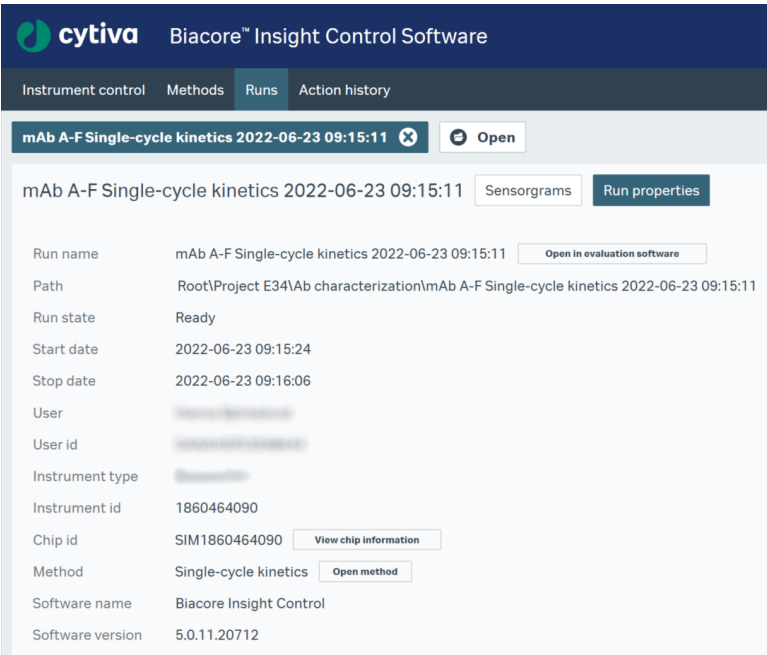 cytiva Biacore™ Insight Control Software
Instrument control Methods Runs Action history
mAb A-F Single-cycle kinetics 2022-06-23 09:15:11 Open
mAb A-F Single-cycle kinetics 2022-06-23 09:15:11 Sensorgrams Run properties
Run name mAb A-F Single-cycle kinetics 2022-06-23 09:15:11 Open in evaluation software
Path Root\Project E34\Ab characterization\mAb A-F Single-cycle kinetics 2022-06-23 09:15:11
Run state Ready
Start date 2022-06-23 09:15:24
Stop date 2022-06-23 09:16:06
User
User id
Instrument type
Instrument id 1860464090
Chip id SIM1860464090 View chip information
Method Single-cycle kinetics Open method
Software name Biacore Insight Control
Software version 5.0.11.20712